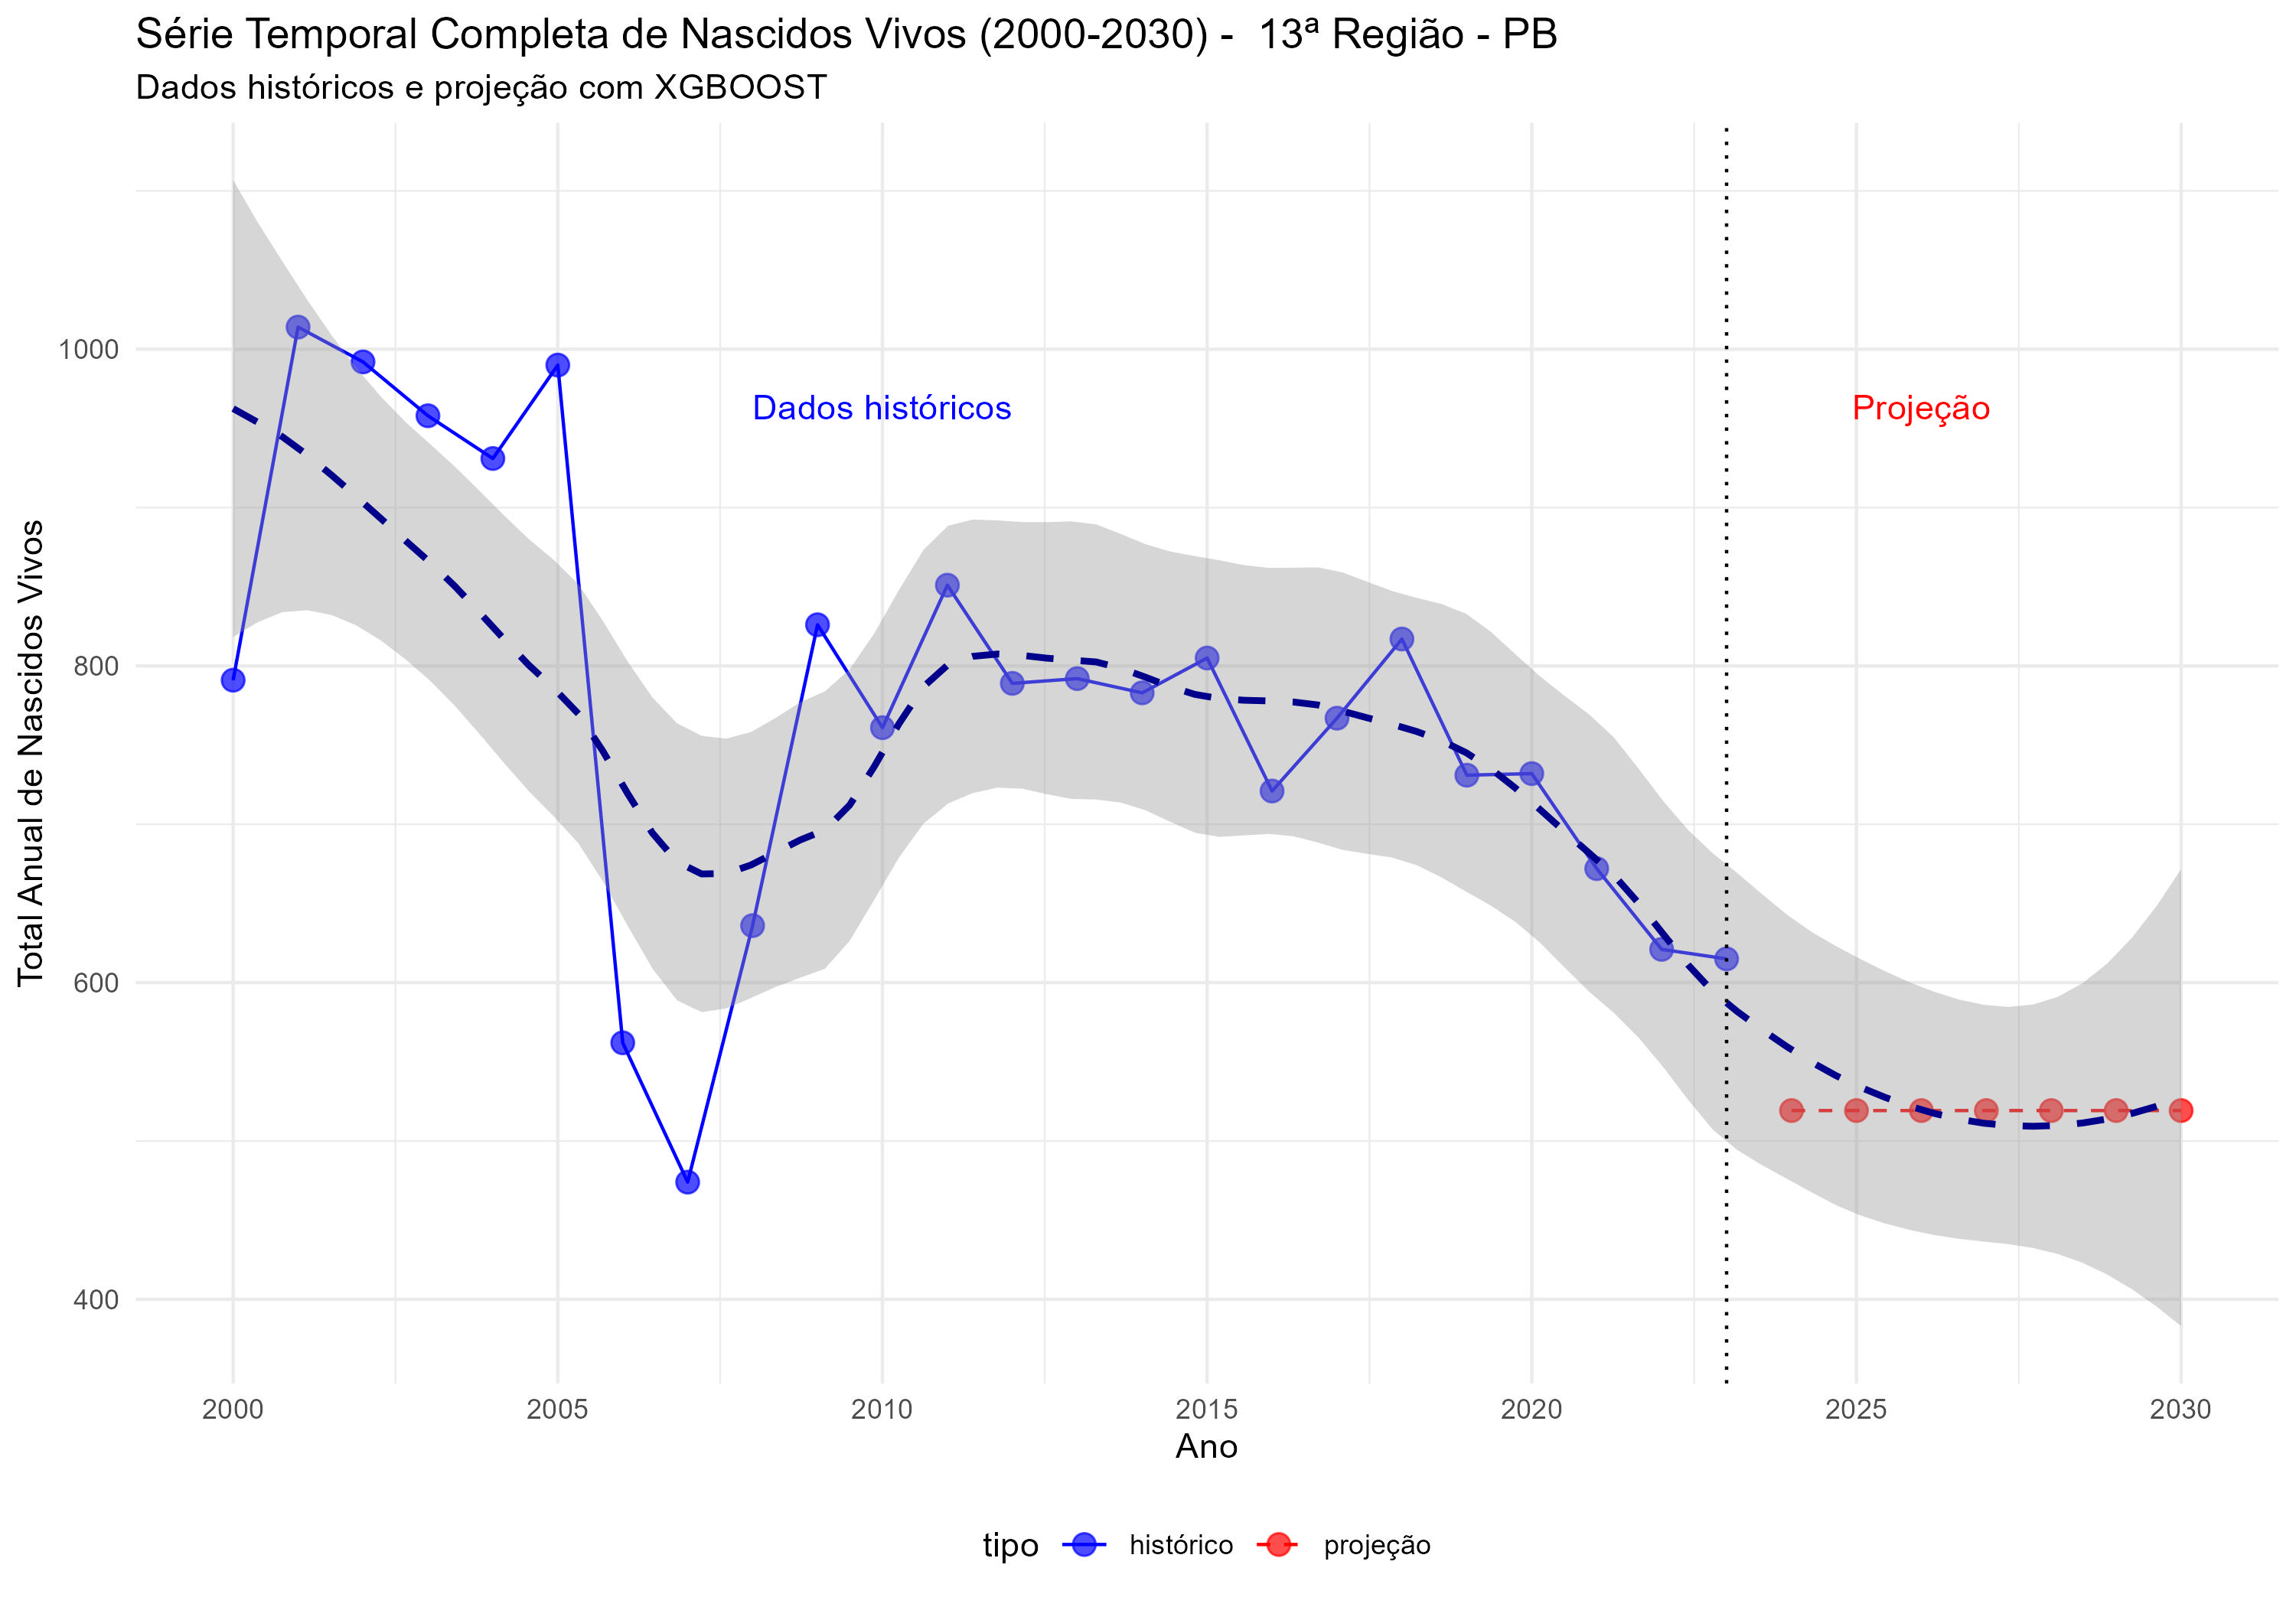 Série Temporal Completa de Nascidos Vivos (2000-2030) -  13ª Região - PB
Dados históricos e projeção com XGBOOST
Total Anual de Nascidos Vivos
1000
800
600
400
Dados históricos
Projeção
2000 2005 2010 2015 2020 2025 2030
Ano
tipo histórico projeção